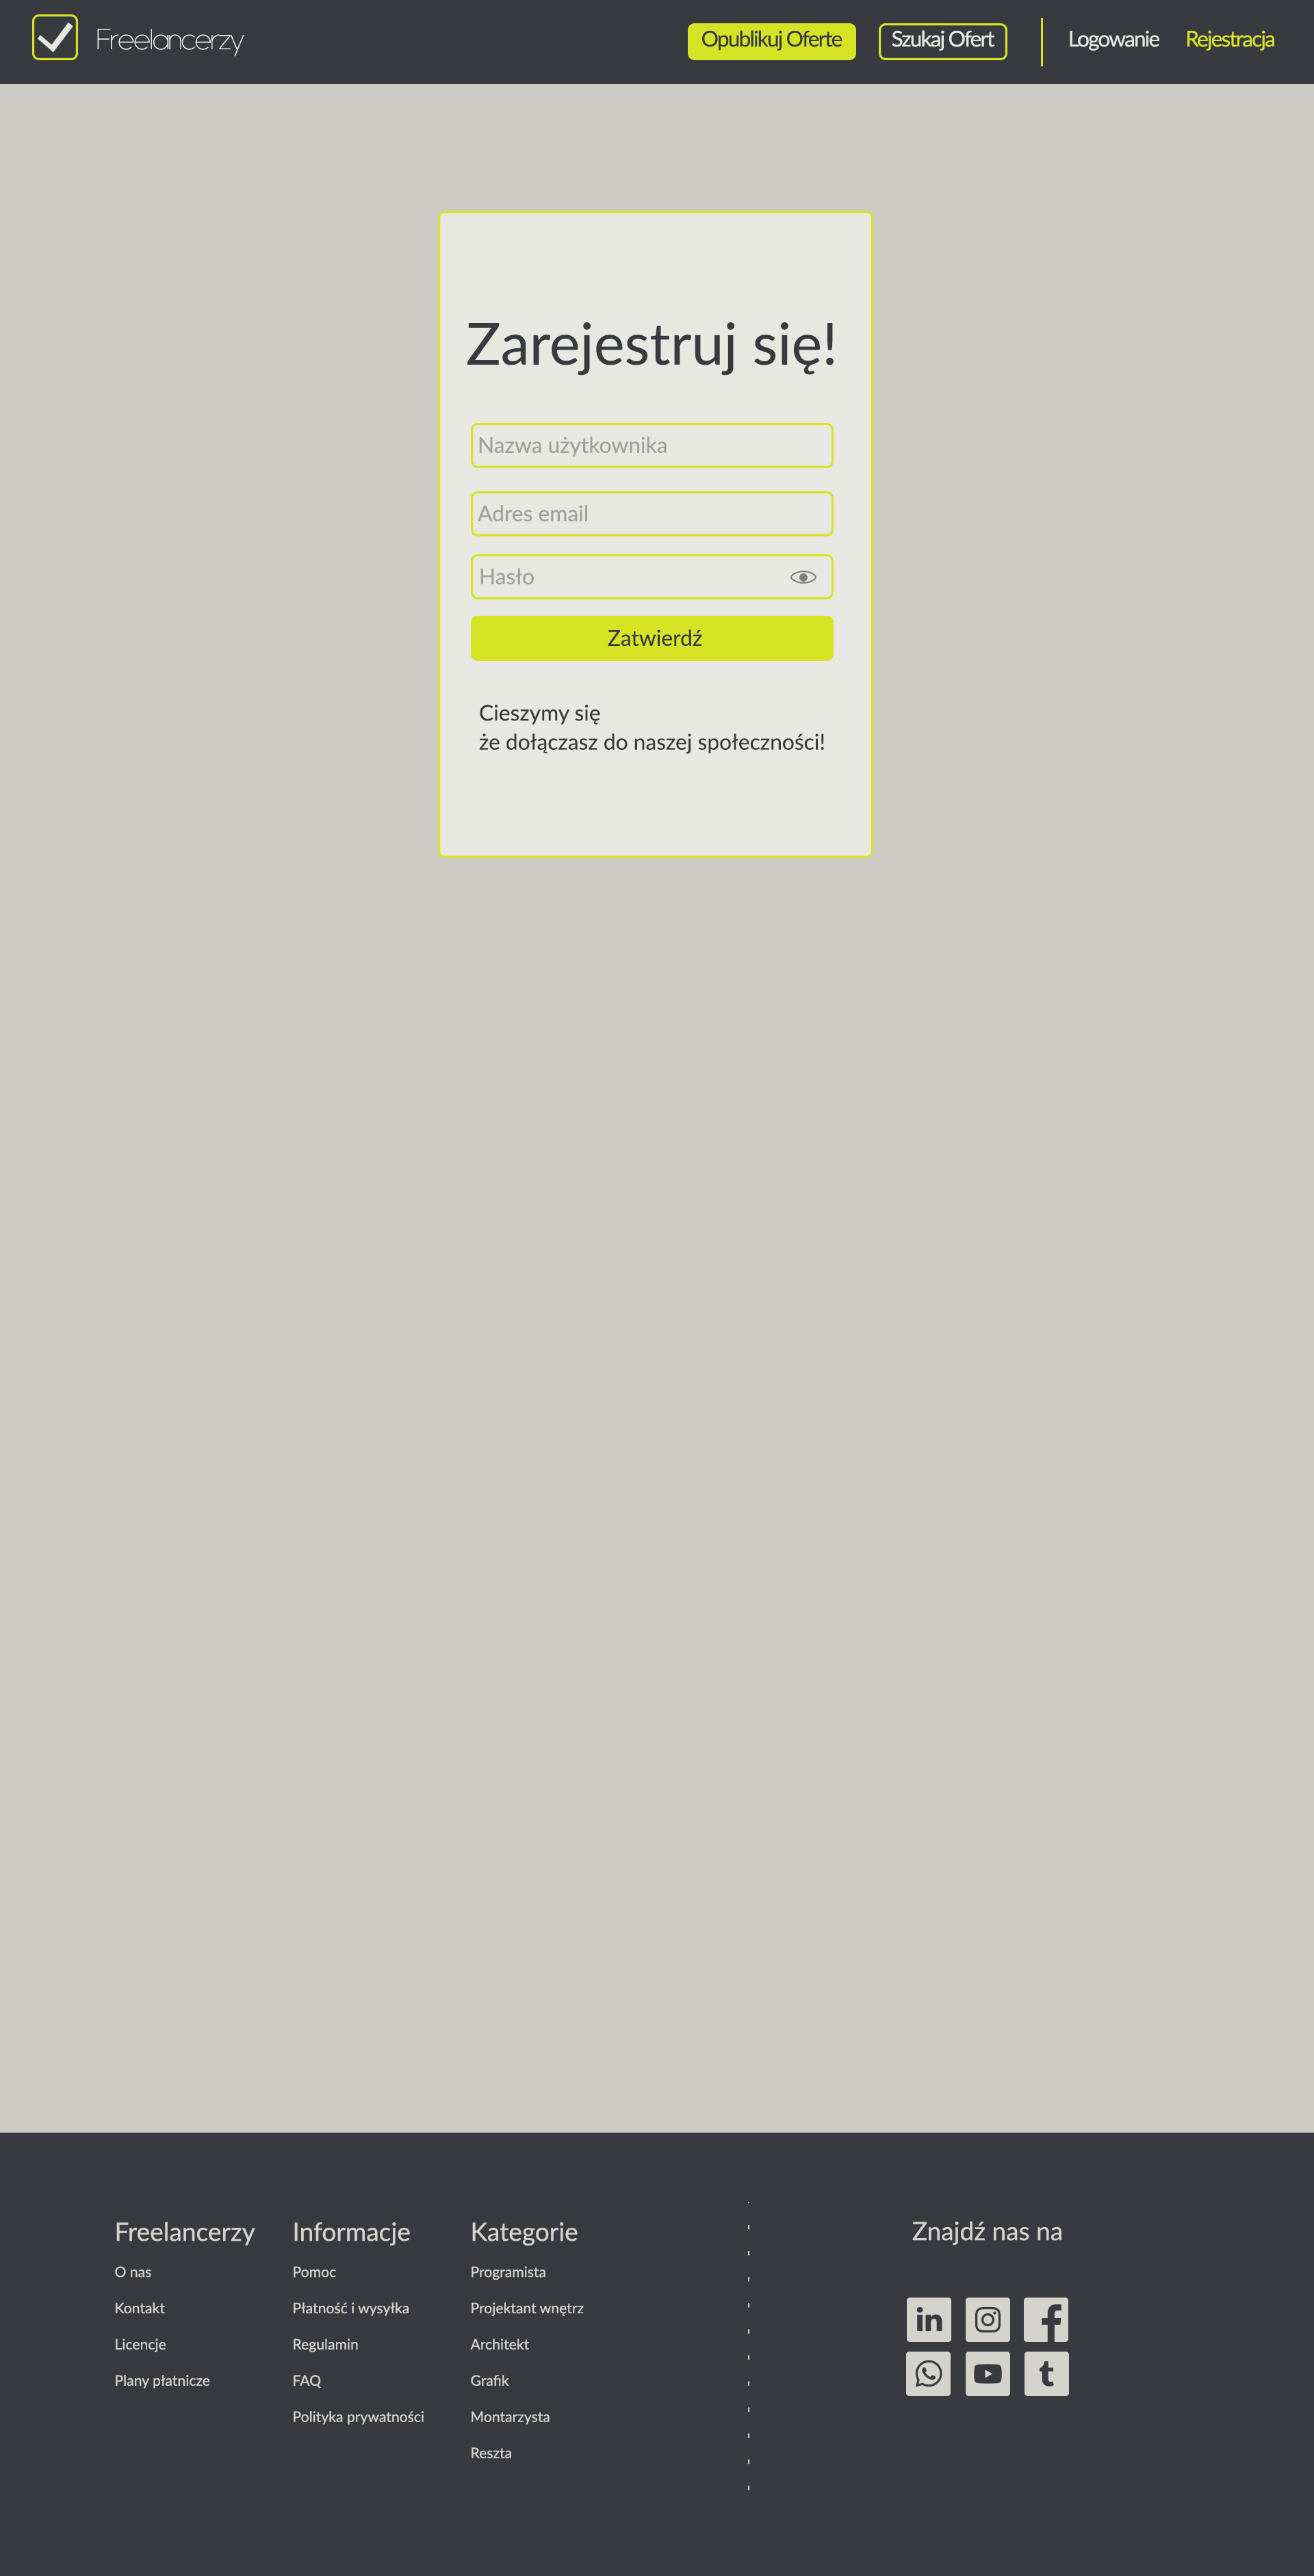 Freelancerzy
Opublikuj Oferte
Szukaj Ofert
Logowanie
Rejestracja
Zarejestruj się!
Nazwa użytkownika
Adres email
Hasło
Zatwierdź
Cieszymy się
że dołączasz do naszej społeczności!
Freelancerzy
O nas
Kontakt
Licencje
Plany płatnicze
Informacje
Pomoc
Płatność i wysyłka
Regulamin
FAQ
Polityka prywatności
Kategorie
Programista
Projektant wnętrz
Architekt
Grafik
Montarzysta
Reszta
Znajdź nas na